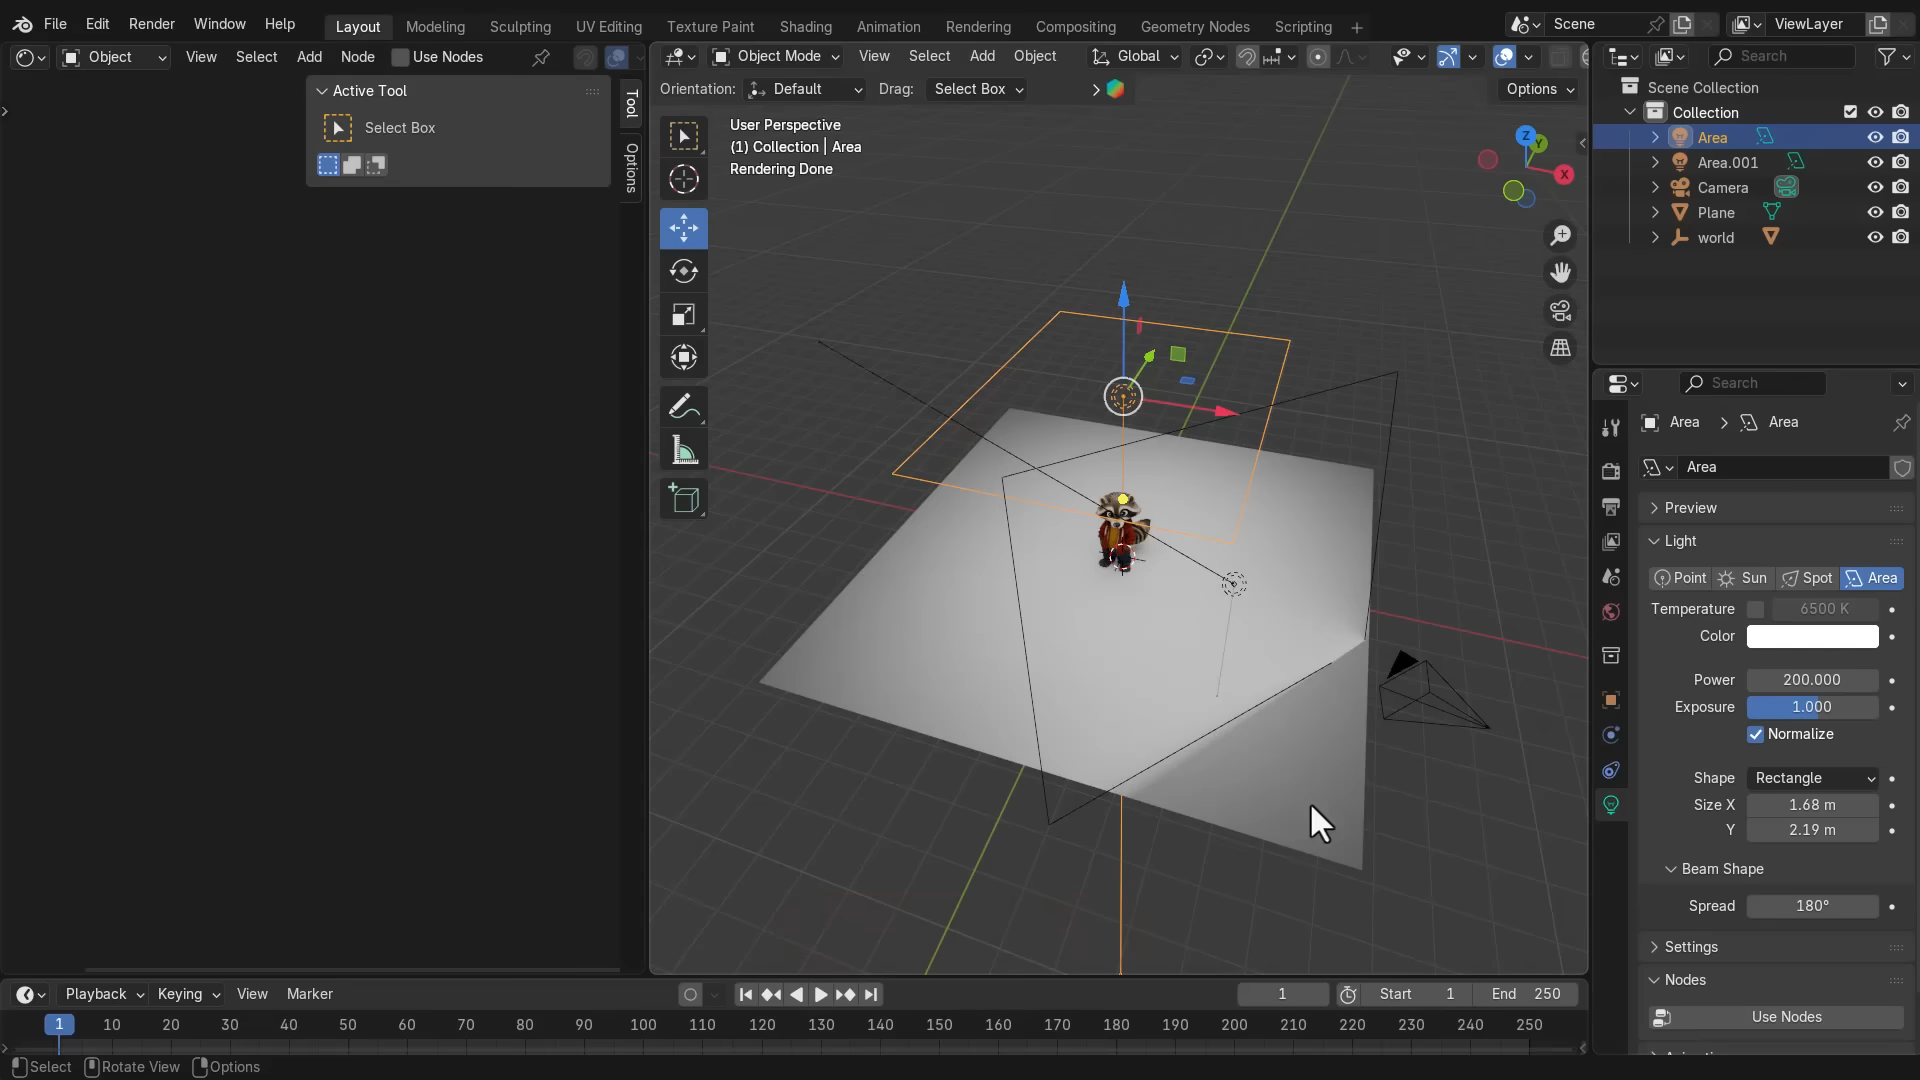 File Edit Render Window Help Layout Modeling Sculpting UV Editing Texture Paint Shading Animation Rendering Compositing Geometry Nodes Scripting Scene ViewLayer
Object View Select Add Node Use Nodes
Object Mode View Select Add Object Global
Search
Orientation: Default Drag: Select Box Options
Active Tool
Select Box
Tool
Options
User Perspective
(1) Collection | Area
Rendering Done
Z
Y
X
Scene Collection
Collection
Area
Area.001
Camera
Plane
world
Search
Area Area
Area
Preview
Light
Point Sun Spot Area
Temperature 6500 K
Color
Power 200.000
Exposure 1.000
Normalize
Shape Rectangle
Size X 1.68 m
Y 2.19 m
Beam Shape
Spread 180°
Settings
Nodes
Use Nodes
Playback Keying View Marker 1 Start 1 End 250
1 10 20 30 40 50 60 70 80 90 100 110 120 130 140 150 160 170 180 190 200 210 220 230 240 250
Select Rotate View Options